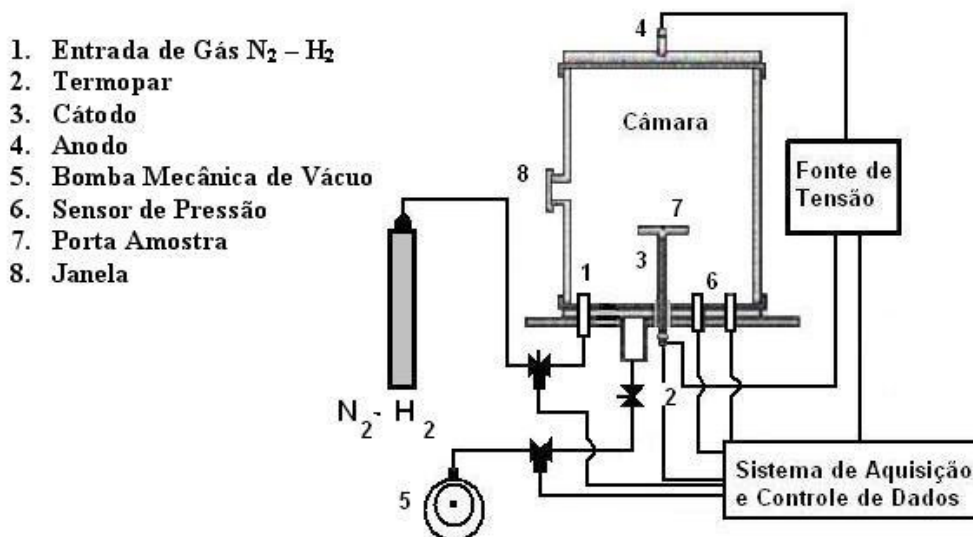 1. Entrada de Gás N₂ – H₂
2. Termopar
3. Cátodo
4. Anodo
5. Bomba Mecânica de Vácuo
6. Sensor de Pressão
7. Porta Amostra
8. Janela
4
Câmara
8
Fonte de
Tensão
7
3
1
6
2
N₂- H₂
5
Sistema de Aquisição
e Controle de Dados